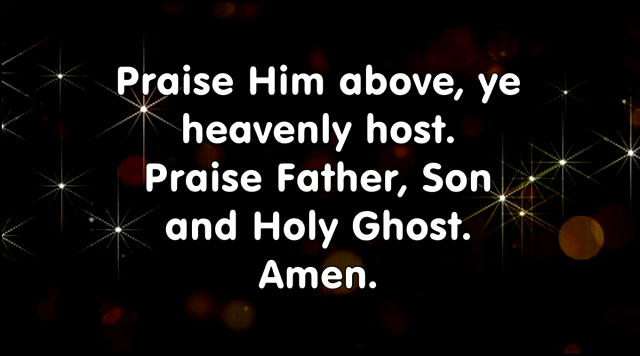 Praise Him above, ye
heavenly host.
Praise Father, Son
and Holy Ghost.
Amen.